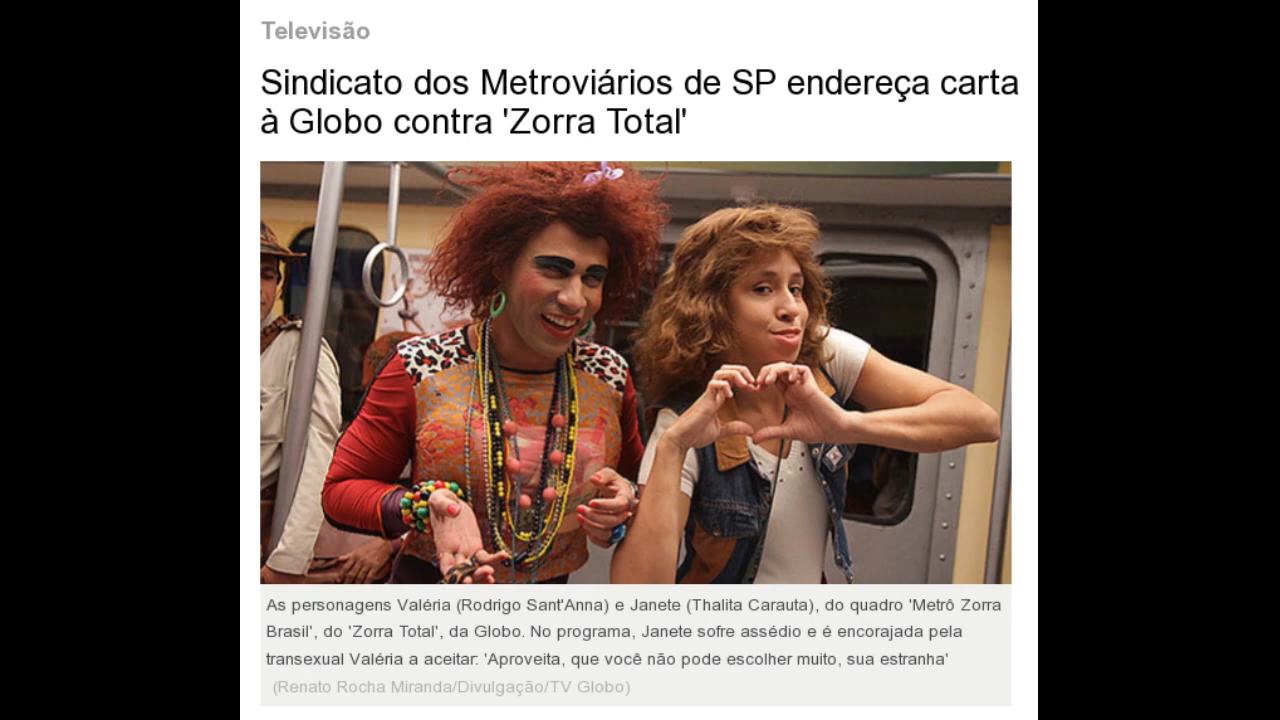 Televisão
Sindicato dos Metroviários de SP endereça carta
à Globo contra 'Zorra Total'
As personagens Valéria (Rodrigo Sant'Anna) e Janete (Thalita Carauta), do quadro 'Metrô Zorra
Brasil', do 'Zorra Total', da Globo. No programa, Janete sofre assédio e é encorajada pela
transexual Valéria a aceitar: 'Aproveita, que você não pode escolher muito, sua estranha'
(Renato Rocha Miranda/Divulgação/TV Globo)